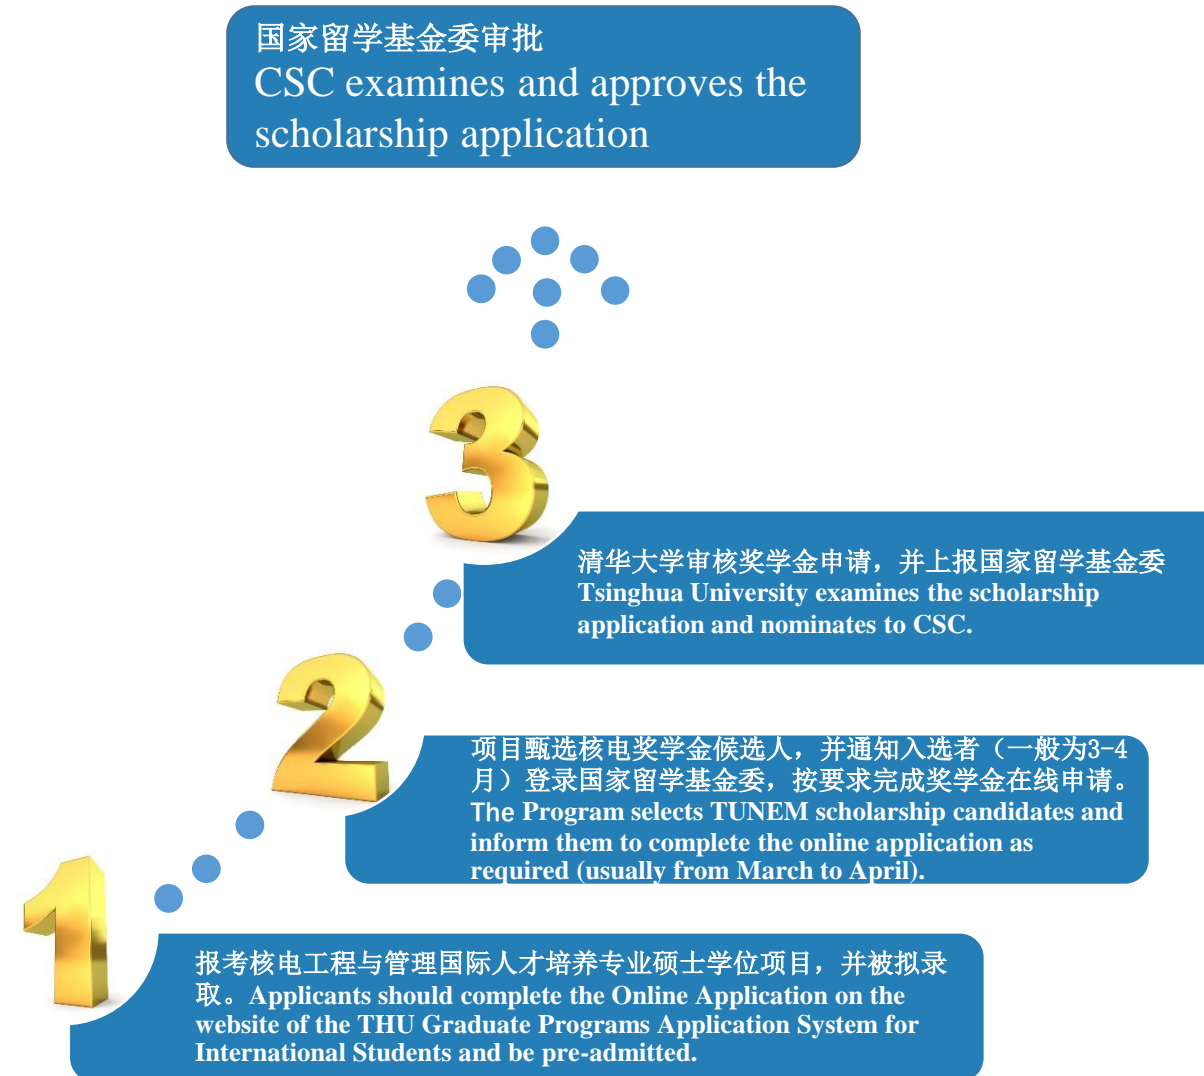 国家留学基金委审批
CSC examines and approves the
scholarship application
3
清华大学审核奖学金申请，并上报国家留学基金委
Tsinghua University examines the scholarship
application and nominates to CSC.
2
项目甄选核电奖学金候选人，并通知入选者（一般为3-4
月）登录国家留学基金委，按要求完成奖学金在线申请。
The Program selects TUNEM scholarship candidates and
inform them to complete the online application as
required (usually from March to April).
1
报考核电工程与管理国际人才培养专业硕士学位项目，并被拟录
取。Applicants should complete the Online Application on the
website of the THU Graduate Programs Application System for
International Students and be pre-admitted.